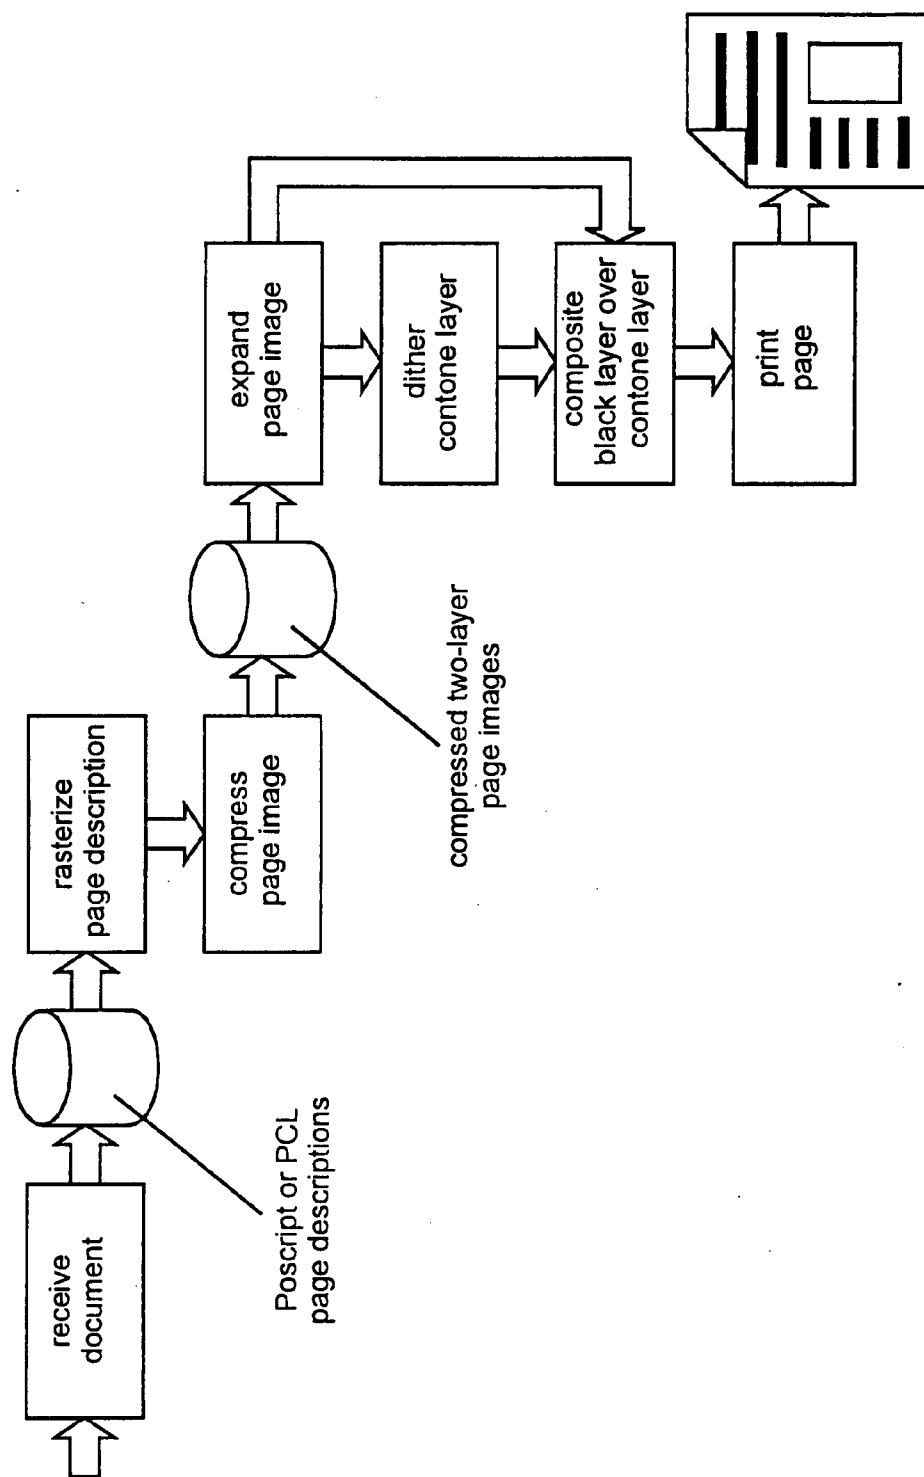 receive
document
Poscript or PCL
page descriptions
rasterize
page description
compress
page image
compressed two-layer
page images
expand
page image
dither
contone layer
composite
black layer over
contone layer
print
page